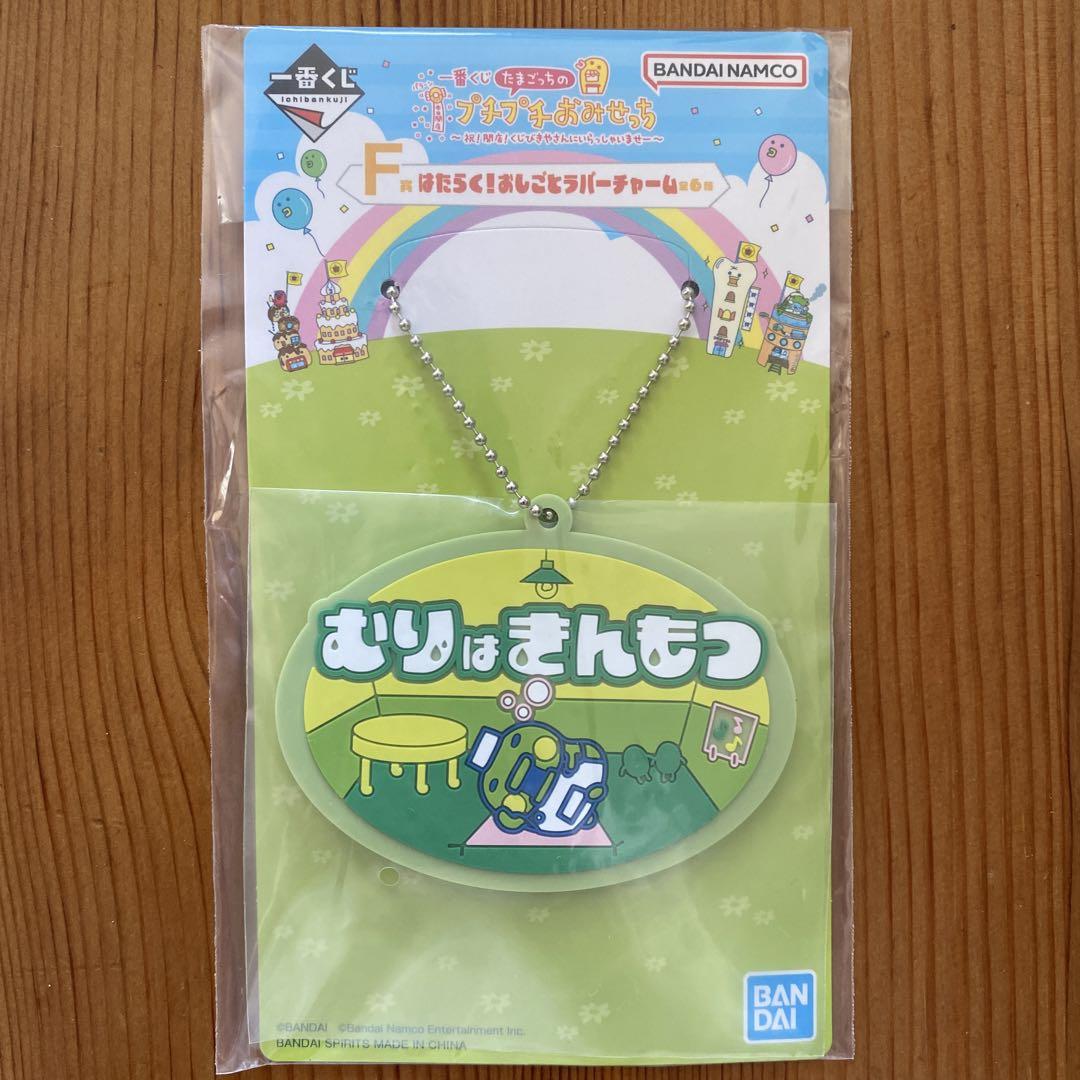 一番くじ
ichibankuji
一番くじ たまごっちの
プチプチおみせっち
～祝!開店!くじびきやさんにいらっしゃいませー～
BANDAI NAMCO
F賞 はたらく!おしごとラバーチャーム全6種
むりはきんもつ
BAN
DAI
©BANDAI ©Bandai Namco Entertainment Inc.
BANDAI SPIRITS MADE IN CHINA